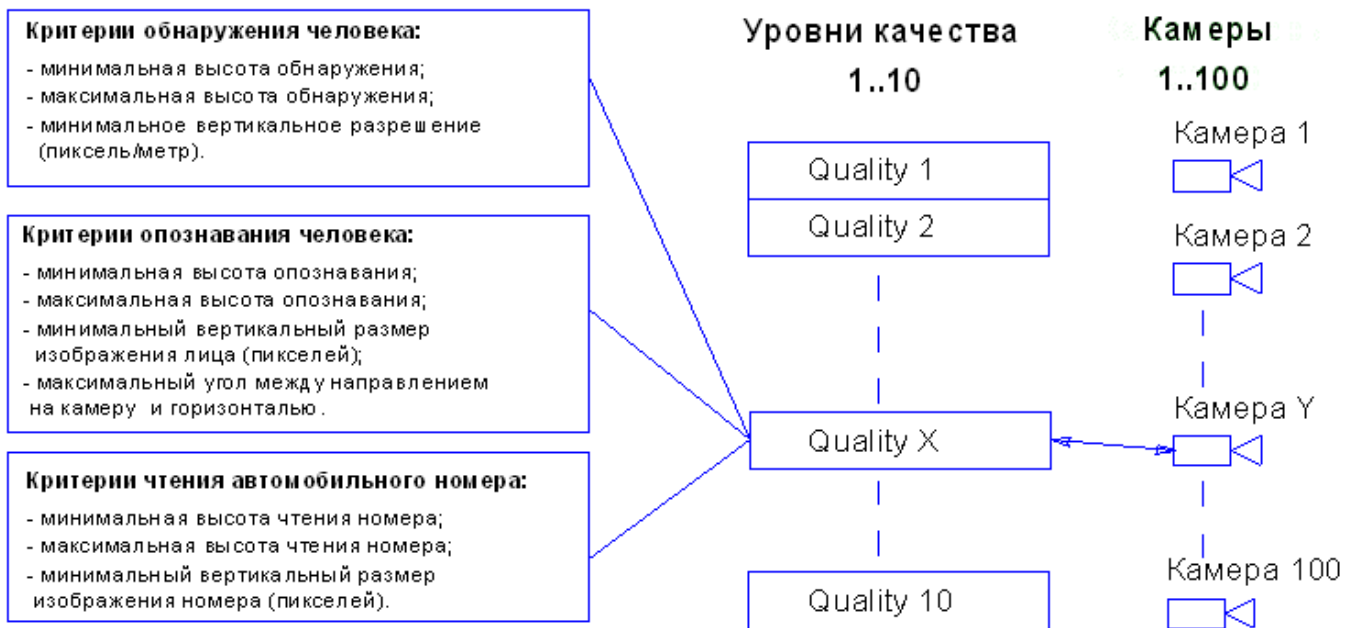 Критерии обнаружения человека:
- минимальная высота обнаружения;
- максимальная высота обнаружения;
- минимальное вертикальное разрешение
(пиксель/метр).
Критерии опознавания человека:
- минимальная высота опознавания;
- максимальная высота опознавания;
- минимальный вертикальный размер
изображения лица (пикселей);
- максимальный угол между направлением
на камеру и горизонталью.
Критерии чтения автомобильного номера:
- минимальная высота чтения номера;
- максимальная высота чтения номера;
- минимальный вертикальный размер
изображения номера (пикселей).
Уровни качества
1..10
Quality 1
Quality 2
Quality X
Quality 10
Камеры
1..100
Камера 1
Камера 2
Камера Y
Камера 100